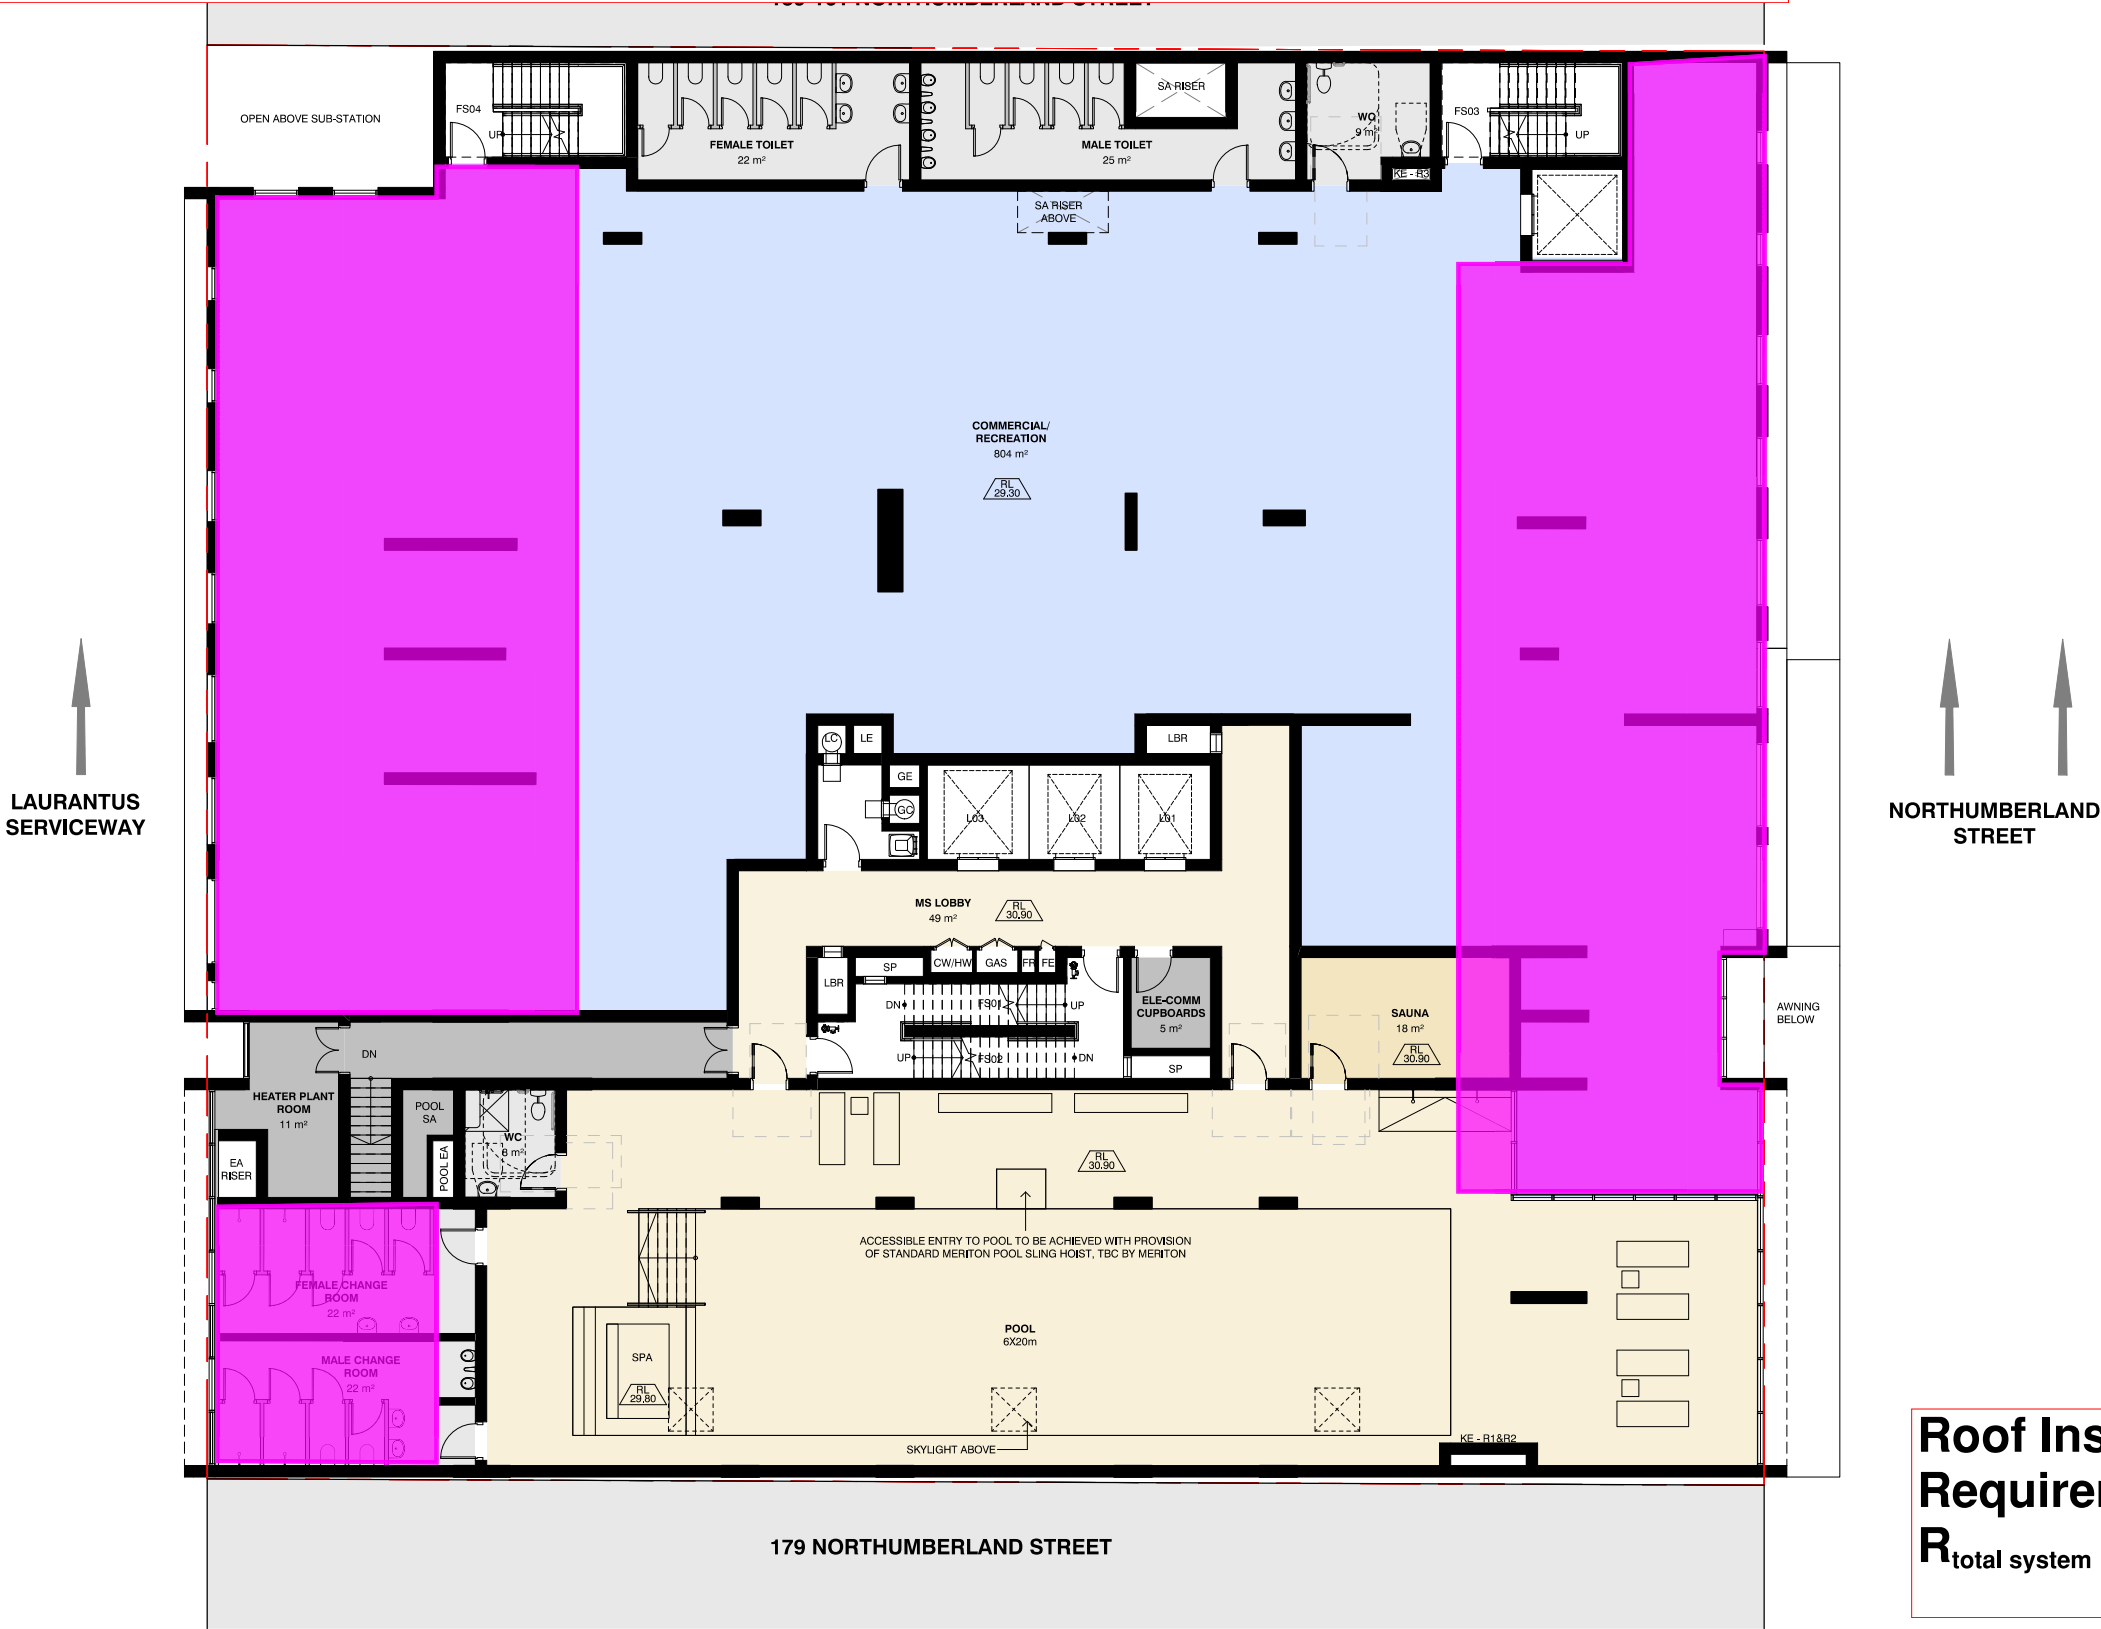 NORTHUMBERLAND STREET
OPEN ABOVE SUB-STATION
FS04
UP
FEMALE TOILET
22 m²
MALE TOILET
25 m²
SA RISER
WC
9 m²
KE - R3
FS03
UP
SA RISER
ABOVE
COMMERCIAL/
RECREATION
804 m²
RL
29.30
LAURANTUS
SERVICEWAY
NORTHUMBERLAND
STREET
LC
LE
LBR
GE
GC
L03
L02
L01
MS LOBBY
49 m²
RL
30.90
LBR
SP
CW/HW
GAS
FR
FE
DN
FS01
UP
UP
FS02
DN
ELE-COMM
CUPBOARDS
5 m²
SP
SAUNA
18 m²
RL
30.90
AWNING
BELOW
DN
HEATER PLANT
ROOM
11 m²
EA
RISER
POOL
SA
POOL EA
WC
8 m²
RL
30.90
ACCESSIBLE ENTRY TO POOL TO BE ACHIEVED WITH PROVISION
OF STANDARD MERITON POOL SLING HOIST, TBC BY MERITON
FEMALE CHANGE
ROOM
22 m²
MALE CHANGE
ROOM
22 m²
POOL
6X20m
SPA
RL
29.80
SKYLIGHT ABOVE
KE - R1&R2
179 NORTHUMBERLAND STREET
Roof Ins
Require
Rtotal system